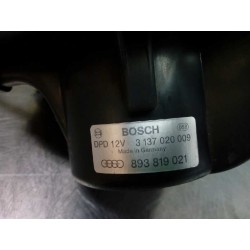 BOSCH
DPD 12V 3 137 020 009
Made in Germany
893 819 021